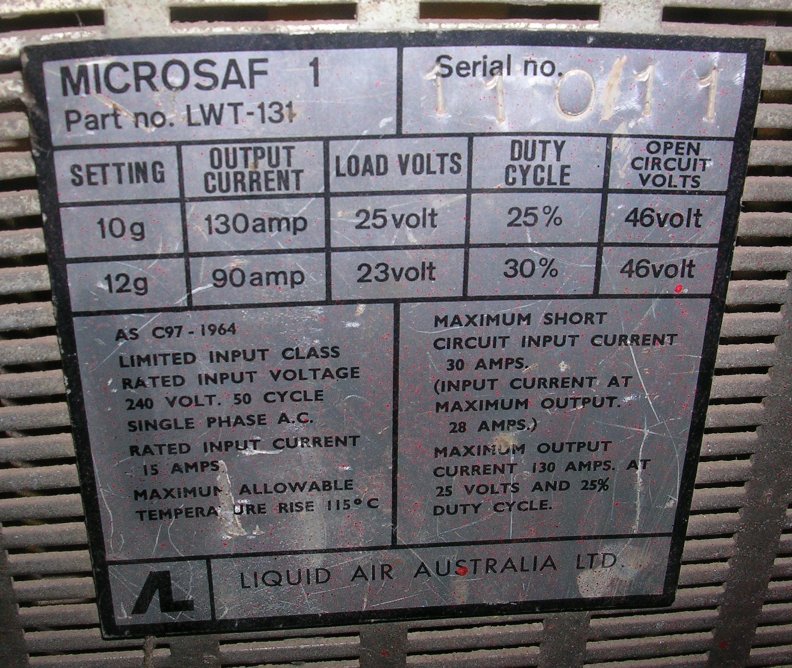 MICROSAF 1
Part no. LWT-131
Serial no.
11 0/11
SETTING OUTPUT CURRENT LOAD VOLTS DUTY CYCLE OPEN CIRCUIT VOLTS
10g 130amp 25volt 25% 46volt
12g 90amp 23volt 30% 46volt
AS C97-1964
LIMITED INPUT CLASS
RATED INPUT VOLTAGE
240 VOLT. 50 CYCLE
SINGLE PHASE A.C.
RATED INPUT CURRENT
15 AMPS
MAXIMUM ALLOWABLE
TEMPERATURE RISE 115°C
MAXIMUM SHORT
CIRCUIT INPUT CURRENT
30 AMPS.
(INPUT CURRENT AT
MAXIMUM OUTPUT.
28 AMPS.)
MAXIMUM OUTPUT
CURRENT 130 AMPS. AT
25 VOLTS AND 25%
DUTY CYCLE.
AL LIQUID AIR AUSTRALIA LTD.